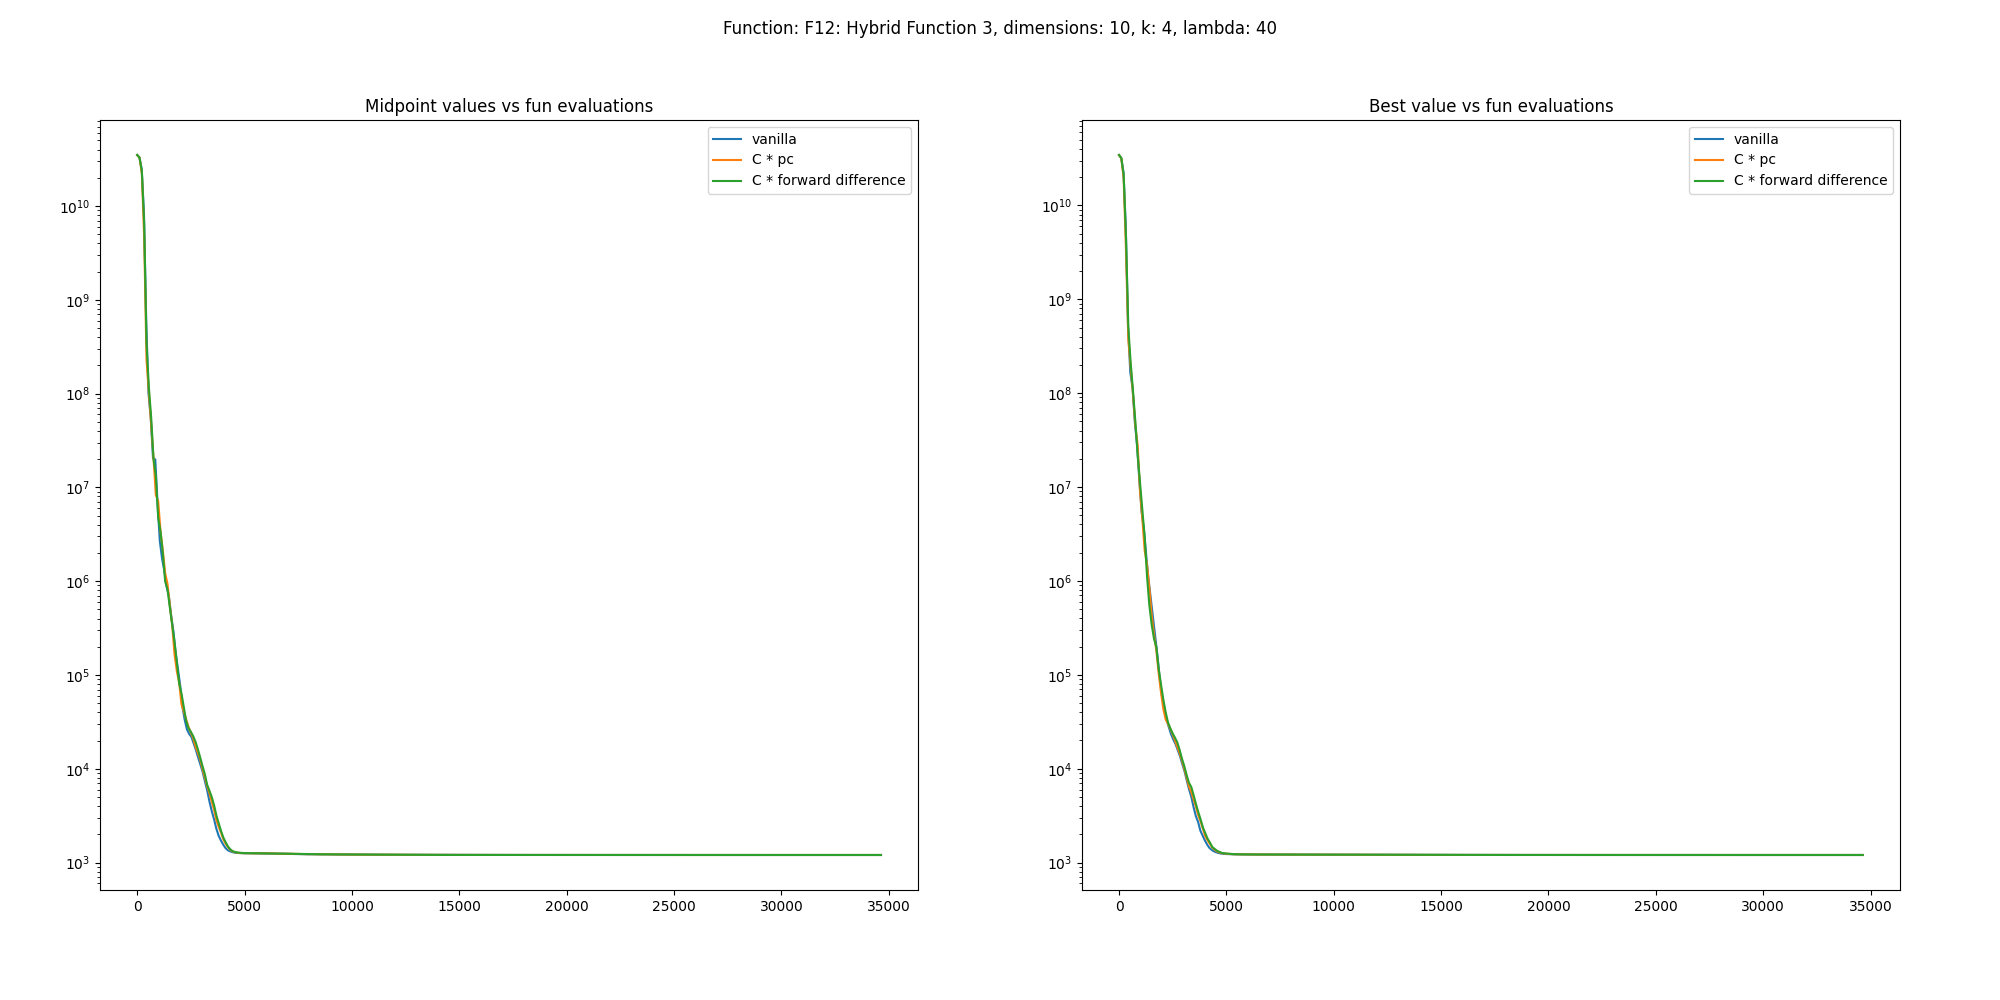 Function: F12: Hybrid Function 3, dimensions: 10, k: 4, lambda: 40
Midpoint values vs fun evaluations
vanilla
C * pc
C * forward difference
10^10
10^9
10^8
10^7
10^6
10^5
10^4
10^3
0 5000 10000 15000 20000 25000 30000 35000
Best value vs fun evaluations
vanilla
C * pc
C * forward difference
10^10
10^9
10^8
10^7
10^6
10^5
10^4
10^3
0 5000 10000 15000 20000 25000 30000 35000